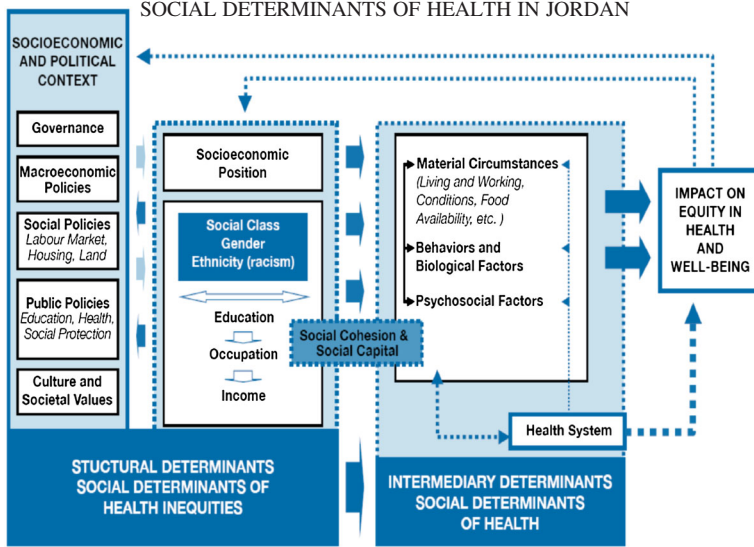 SOCIAL DETERMINANTS OF HEALTH IN JORDAN
SOCIOECONOMIC
AND POLITICAL
CONTEXT
Governance
Macroeconomic
Policies
Social Policies
Labour Market,
Housing, Land
Public Policies
Education, Health,
Social Protection
Culture and
Societal Values
Socioeconomic
Position
Social Class
Gender
Ethnicity (racism)
Education
Occupation
Income
Social Cohesion &
Social Capital
Material Circumstances
(Living and Working,
Conditions, Food
Availability, etc. )
Behaviors and
Biological Factors
Psychosocial Factors
Health System
IMPACT ON
EQUITY IN
HEALTH
AND
WELL-BEING
STUCTURAL DETERMINANTS
SOCIAL DETERMINANTS OF
HEALTH INEQUITIES
INTERMEDIARY DETERMINANTS
SOCIAL DETERMINANTS
OF HEALTH